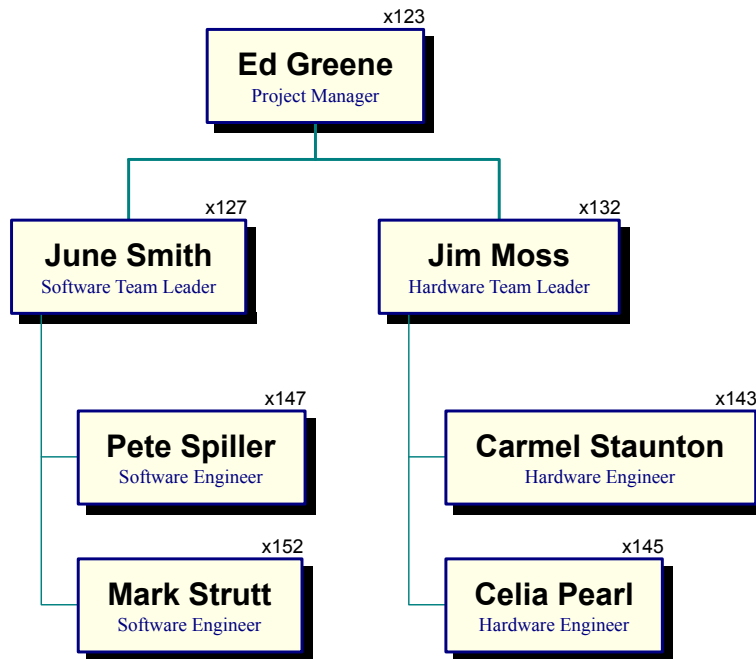 x123
Ed Greene
Project Manager
x127
June Smith
Software Team Leader
x132
Jim Moss
Hardware Team Leader
x147
Pete Spiller
Software Engineer
x143
Carmel Staunton
Hardware Engineer
x152
Mark Strutt
Software Engineer
x145
Celia Pearl
Hardware Engineer